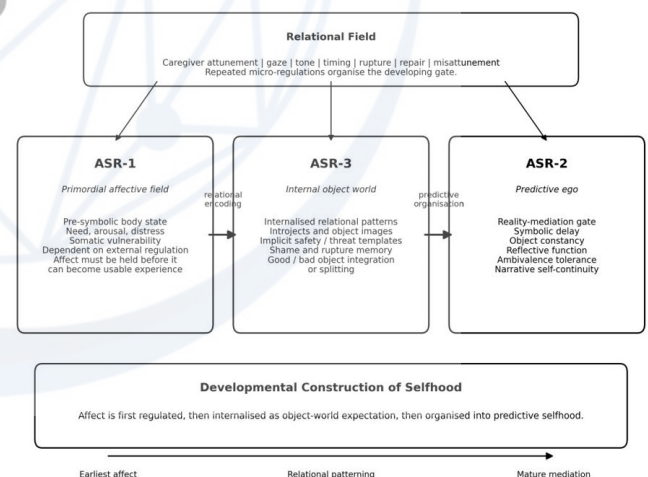 Relational Field
Caregiver attunement | gaze | tone | timing | rupture | repair | misattunement
Repeated micro-regulations organise the developing gate.
ASR-1
Primordial affective field
Pre-symbolic body state
Need, arousal, distress
Somatic vulnerability
Dependent on external regulation
Affect must be held before it
can become usable experience
relational
encoding
ASR-3
Internal object world
Internalised relational patterns
Introjects and object images
Implicit safety / threat templates
Shame and rupture memory
Good / bad object integration
or splitting
predictive
organisation
ASR-2
Predictive ego
Reality-mediation gate
Symbolic delay
Object constancy
Reflective function
Ambivalence tolerance
Narrative self-continuity
Developmental Construction of Selfhood
Affect is first regulated, then internalised as object-world expectation, then organised into predictive selfhood.
Earliest affect
Relational patterning
Mature mediation